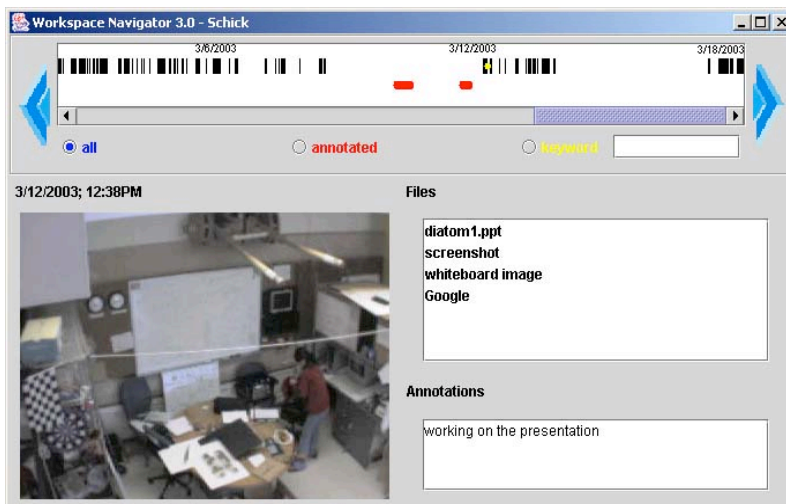 Workspace Navigator 3.0 - Schick
3/6/2003
3/12/2003
3/18/2003
all
annotated
keyword
3/12/2003; 12:38PM
Files
diatom1.ppt
screenshot
whiteboard image
Google
Annotations
working on the presentation